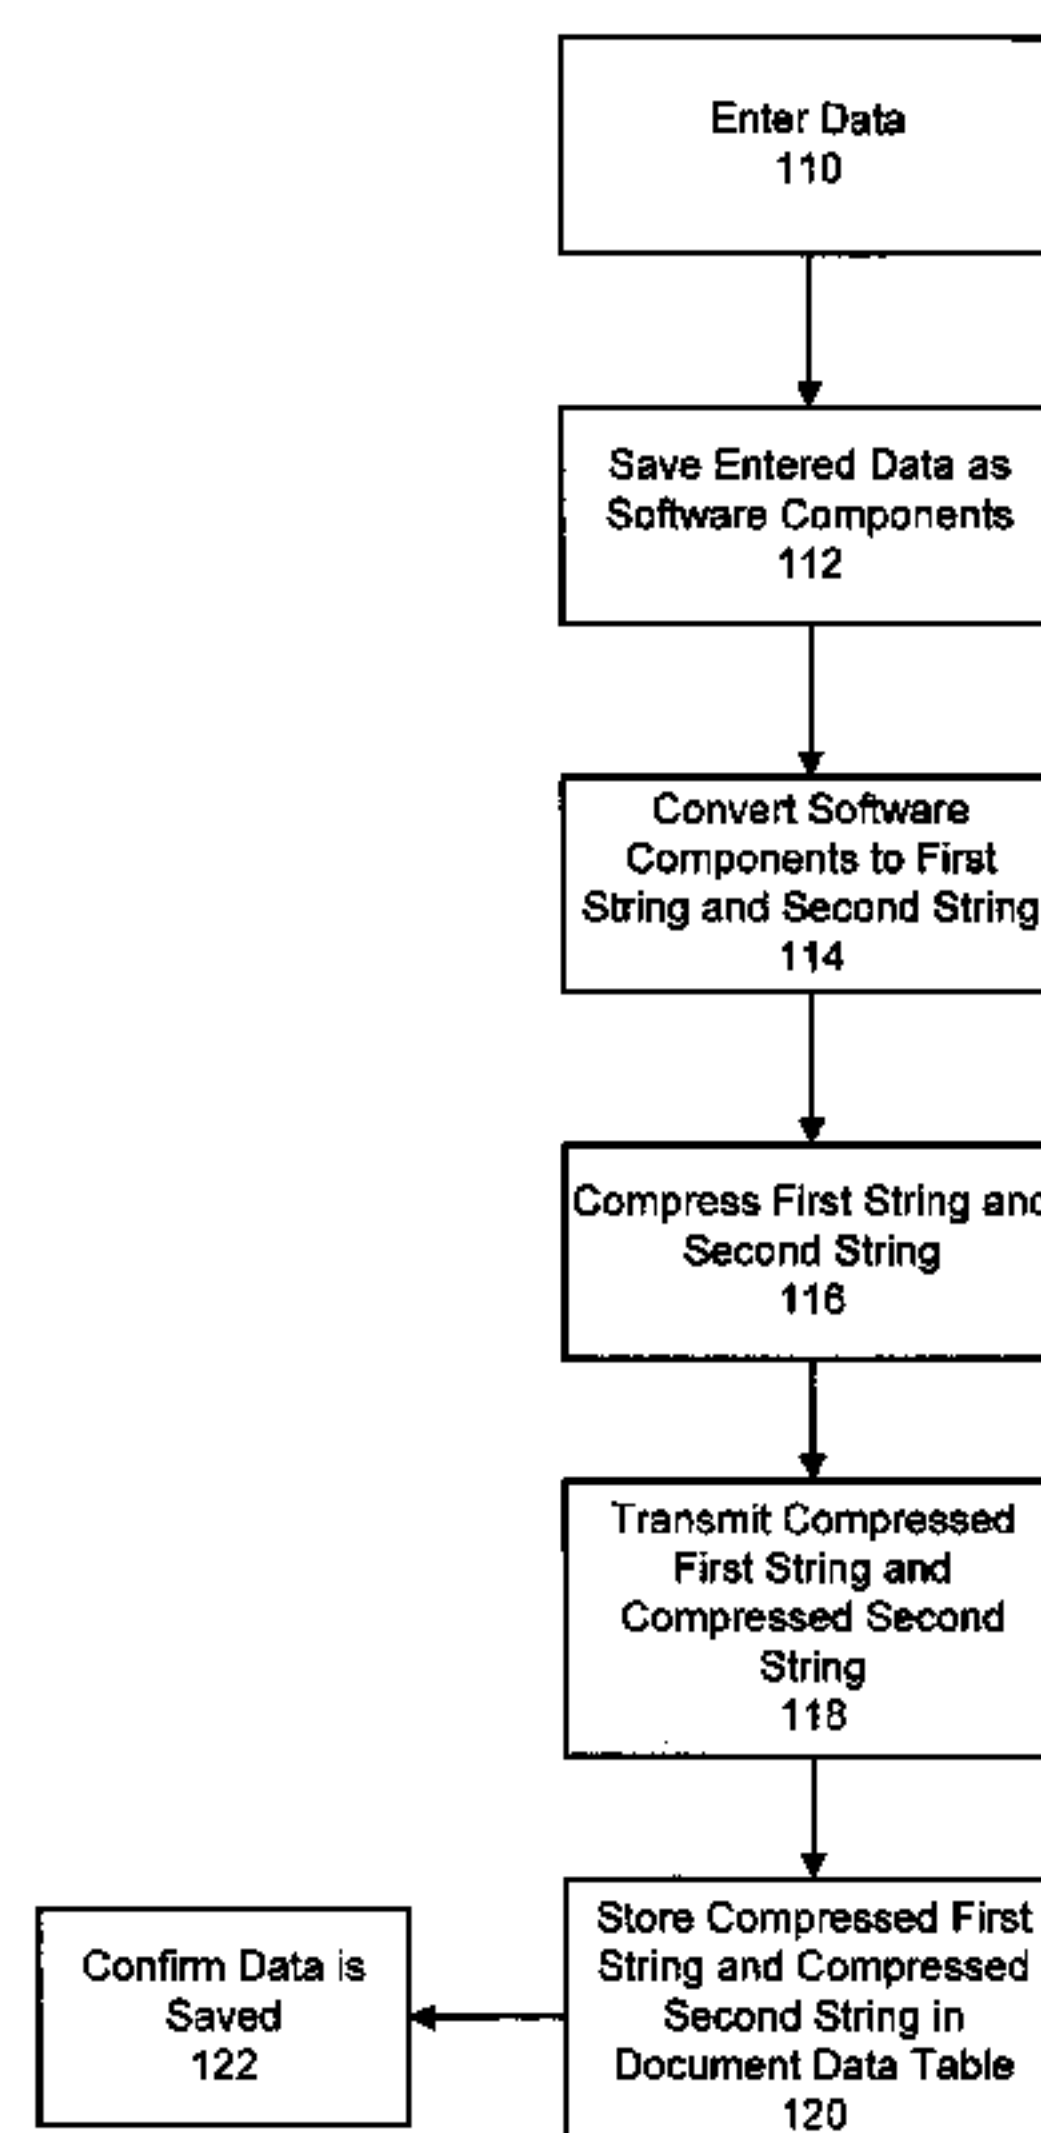 Enter Data
110
Save Entered Data as
Software Components
112
Convert Software
Components to First
String and Second String
114
Compress First String and
Second String
116
Transmit Compressed
First String and
Compressed Second
String
118
Store Compressed First
String and Compressed
Second String in
Document Data Table
120
Confirm Data is
Saved
122